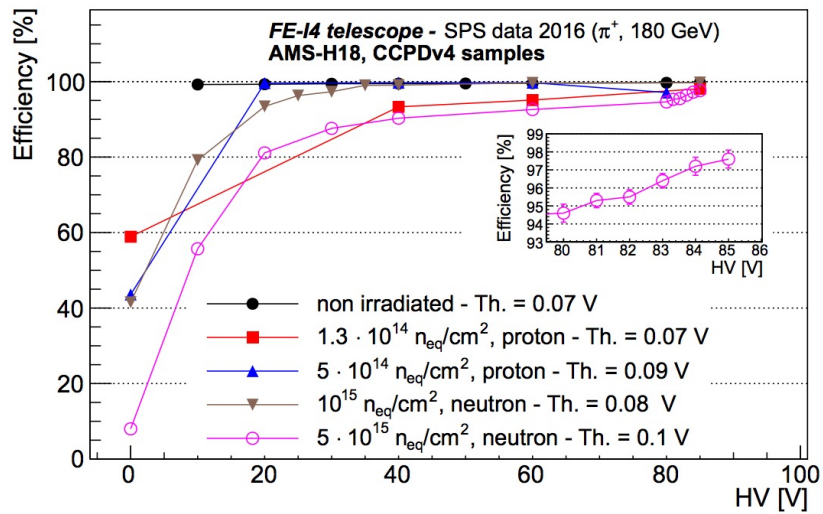 FE-I4 telescope - SPS data 2016 (π⁺, 180 GeV)
AMS-H18, CCPDv4 samples
Efficiency [%]
100
80
60
40
20
0
Efficiency [%]
99
98
97
96
95
94
93
80 81 82 83 84 85 86
HV [V]
non irradiated - Th. = 0.07 V
1.3 · 10¹⁴ n_eq/cm², proton - Th. = 0.07 V
5 · 10¹⁴ n_eq/cm², proton - Th. = 0.09 V
10¹⁵ n_eq/cm², neutron - Th. = 0.08 V
5 · 10¹⁵ n_eq/cm², neutron - Th. = 0.1 V
0 20 40 60 80 100
HV [V]